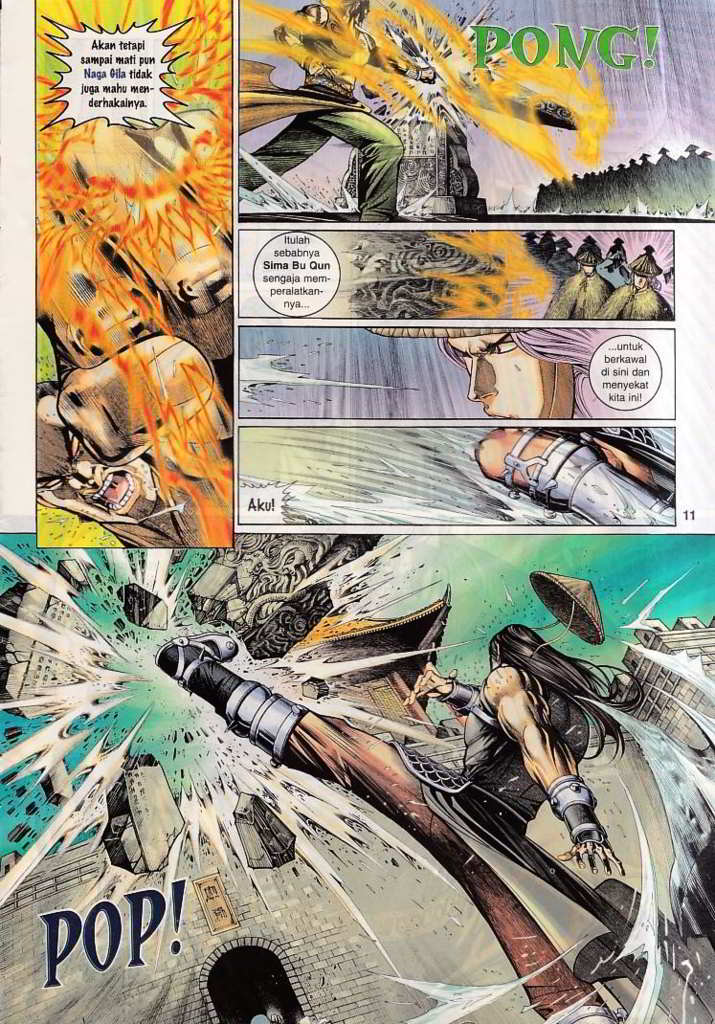 Akan tetapi
sampai mati pun
Naga Gila tidak
juga mahu men-
derhakainya.
PONG!
Itulah
sebabnya
Sima Bu Qun
sengaja mem-
peralatkan-
nya...
...untuk
berkawal
di sini dan
menyekat
kita ini!
Aku!
11
POP!